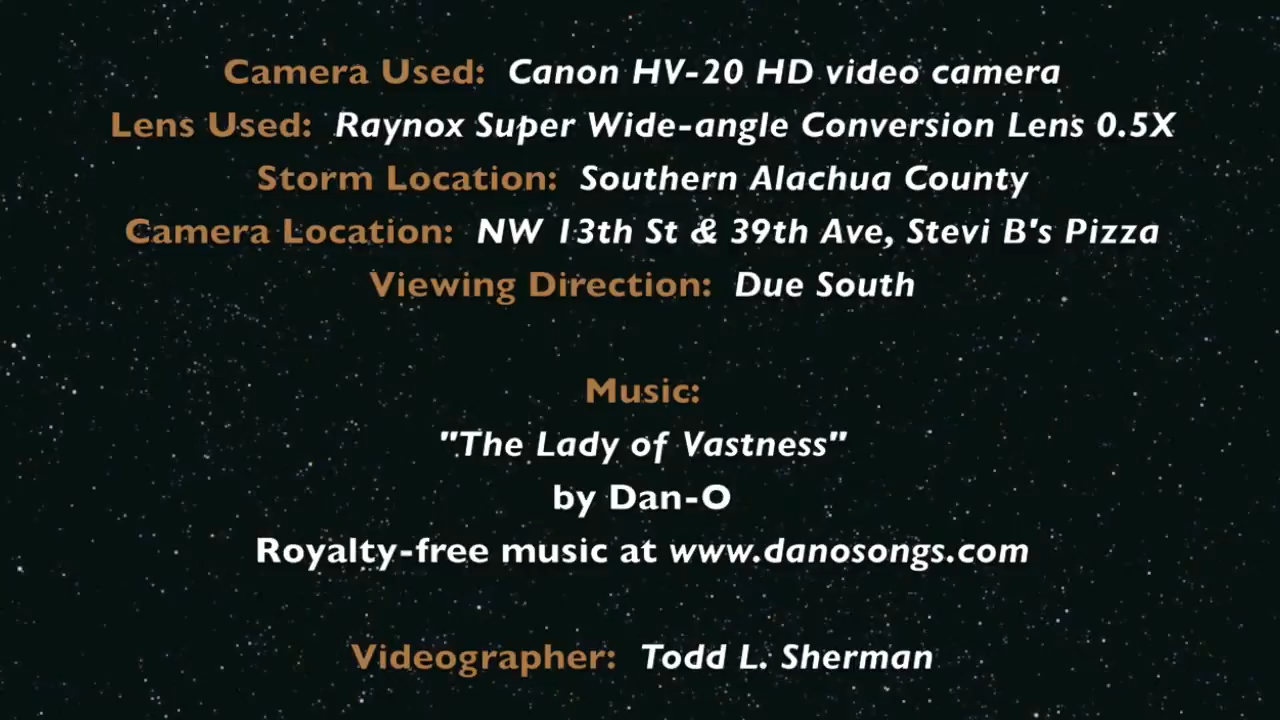 Camera Used: Canon HV-20 HD video camera
Lens Used: Raynox Super Wide-angle Conversion Lens 0.5X
Storm Location: Southern Alachua County
Camera Location: NW 13th St & 39th Ave, Stevi B's Pizza
Viewing Direction: Due South
Music:
"The Lady of Vastness"
by Dan-O
Royalty-free music at www.danosongs.com
Videographer: Todd L. Sherman